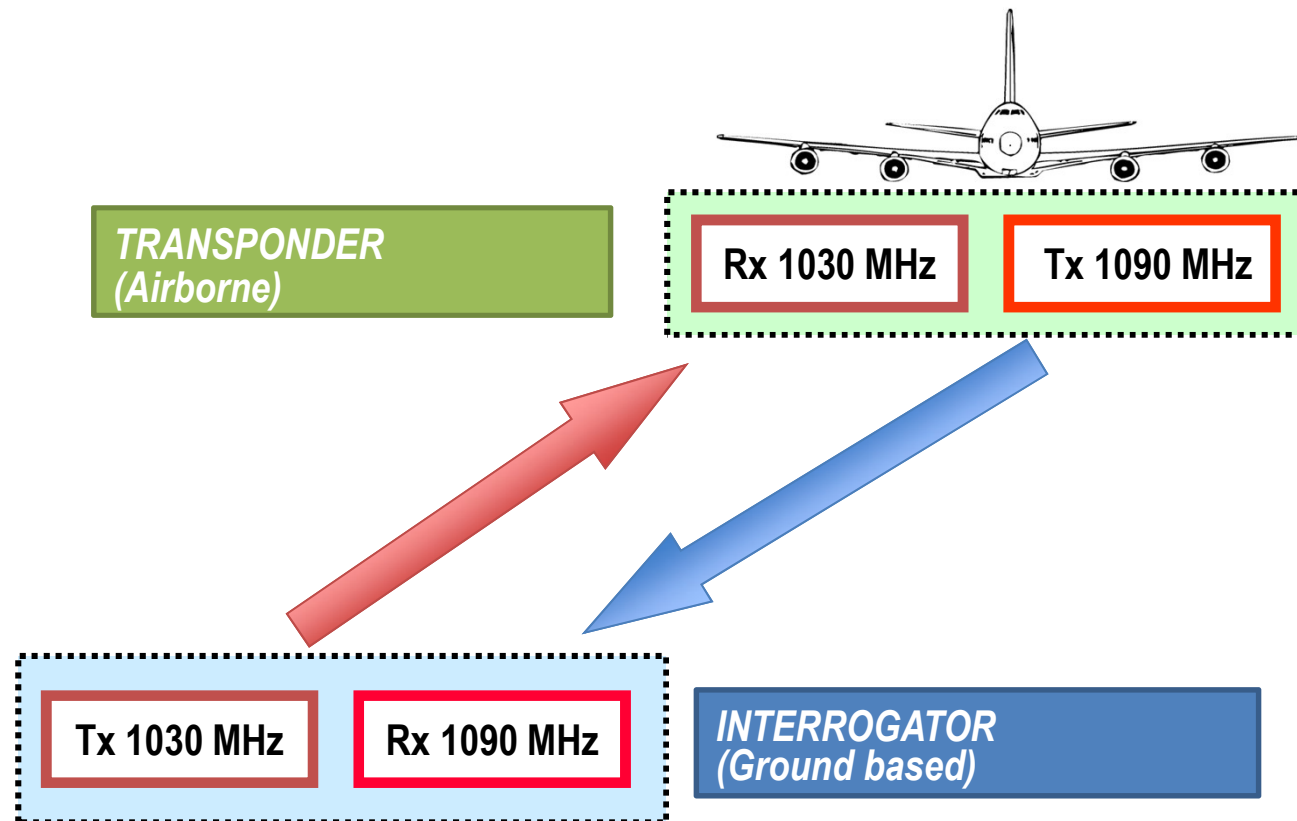 TRANSPONDER
(Airborne)
Rx 1030 MHz
Tx 1090 MHz
Tx 1030 MHz
Rx 1090 MHz
INTERROGATOR
(Ground based)